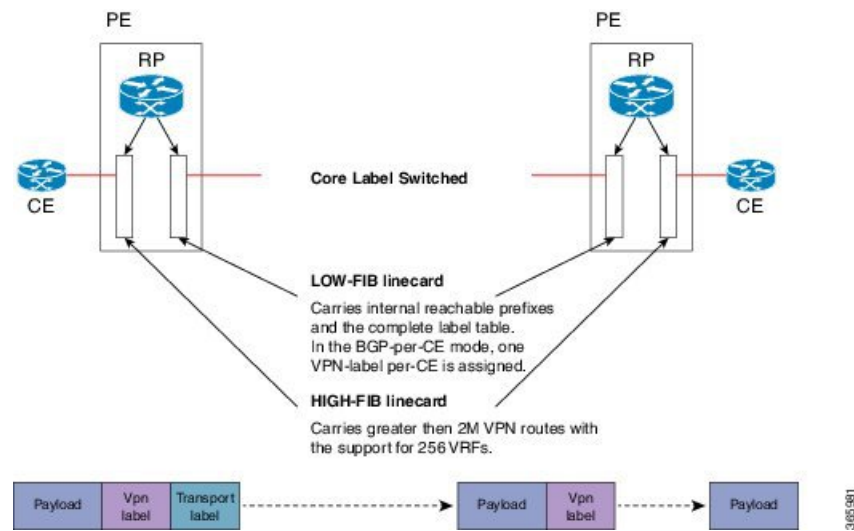 PE
PE
RP
RP
CE
Core Label Switched
CE
LOW-FIB linecard
Carries internal reachable prefixes
and the complete label table.
In the BGP-per-CE mode, one
VPN-label per-CE is assigned.
HIGH-FIB linecard
Carries greater then 2M VPN routes with
the support for 256 VRFs.
Payload
Vpn
label
Transport
label
Payload
Vpn
label
Payload
365981